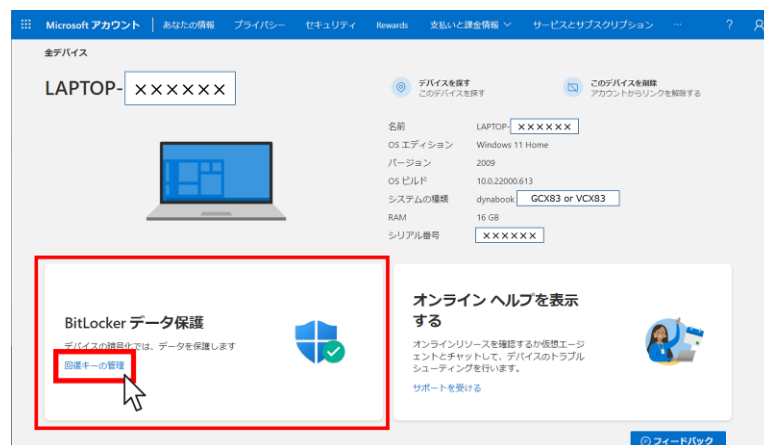 Microsoft アカウント あなたの情報 プライバシー セキュリティ Rewards 支払いと課金情報 サービスとサブスクリプション … ?
全デバイス
LAPTOP- ××××××
デバイスを探す
このデバイスを探す
このデバイスを削除
アカウントからリンクを解除する
名前 LAPTOP- ××××××
OS エディション Windows 11 Home
バージョン 2009
OS ビルド 10.0.22000.613
システムの種類 dynabook GCX83 or VCX83
RAM 16 GB
シリアル番号 ××××××
BitLocker データ保護
デバイスの暗号化では、データを保護します
回復キーの管理
オンライン ヘルプを表示
する
オンラインリソースを確認するか仮想エージ
ェントとチャットして、デバイスのトラブル
シューティングを行います。
サポートを受ける
フィードバック